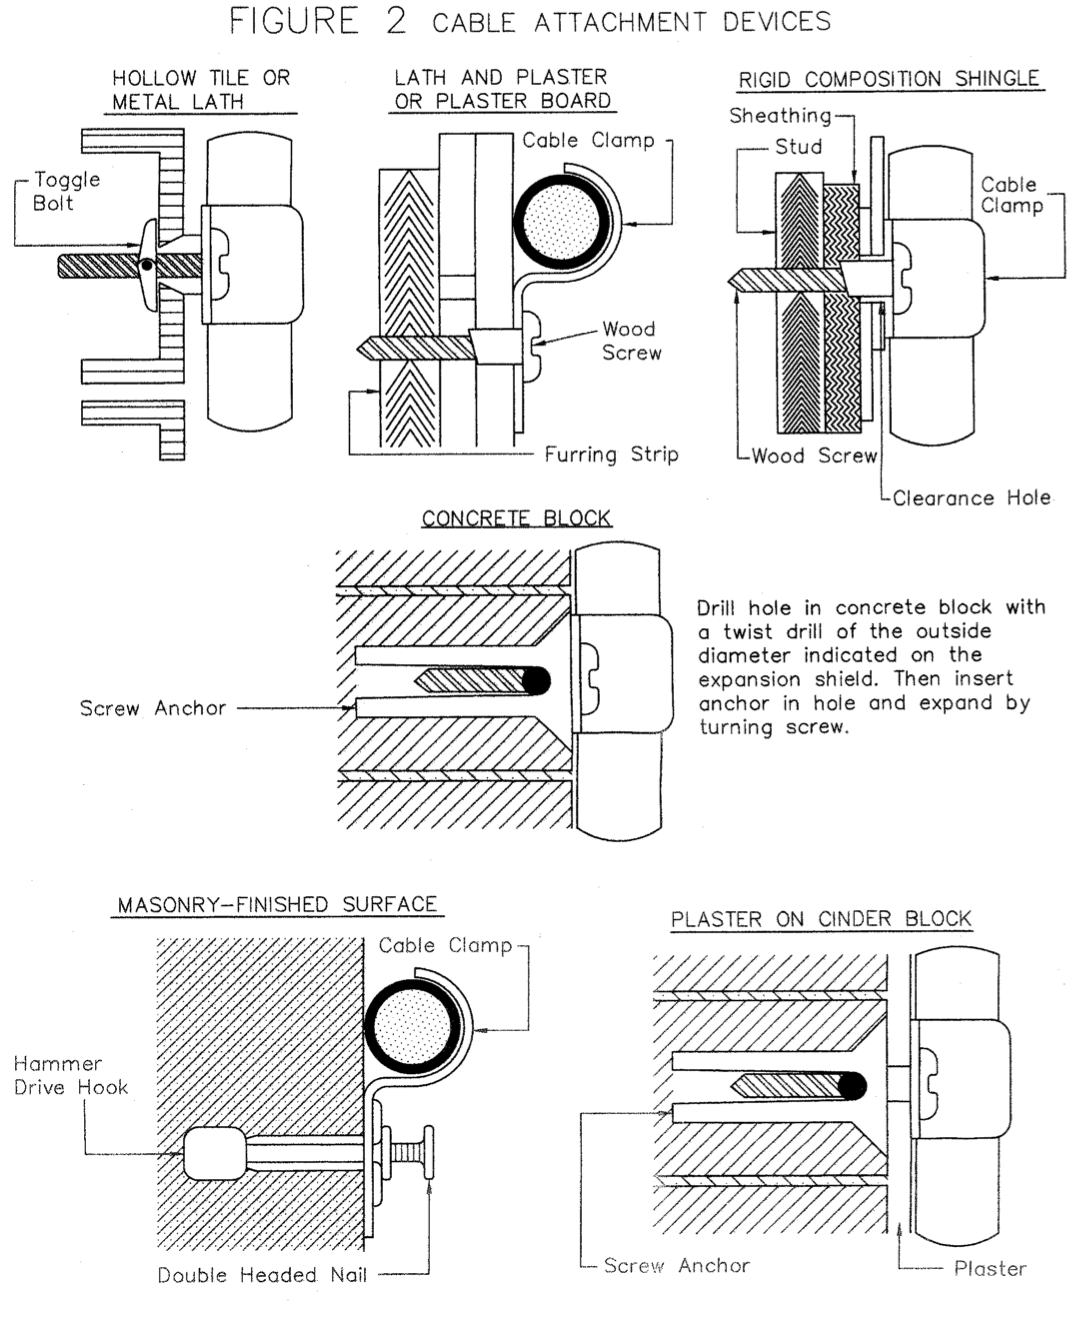 FIGURE 2 CABLE ATTACHMENT DEVICES
HOLLOW TILE OR
METAL LATH
Toggle
Bolt
LATH AND PLASTER
OR PLASTER BOARD
Cable Clamp
Wood
Screw
Furring Strip
RIGID COMPOSITION SHINGLE
Sheathing
Stud
Cable
Clamp
Wood Screw
Clearance Hole
CONCRETE BLOCK
Screw Anchor
Drill hole in concrete block with
a twist drill of the outside
diameter indicated on the
expansion shield. Then insert
anchor in hole and expand by
turning screw.
MASONRY-FINISHED SURFACE
Cable Clamp
Hammer
Drive Hook
Double Headed Nail
PLASTER ON CINDER BLOCK
Screw Anchor
Plaster